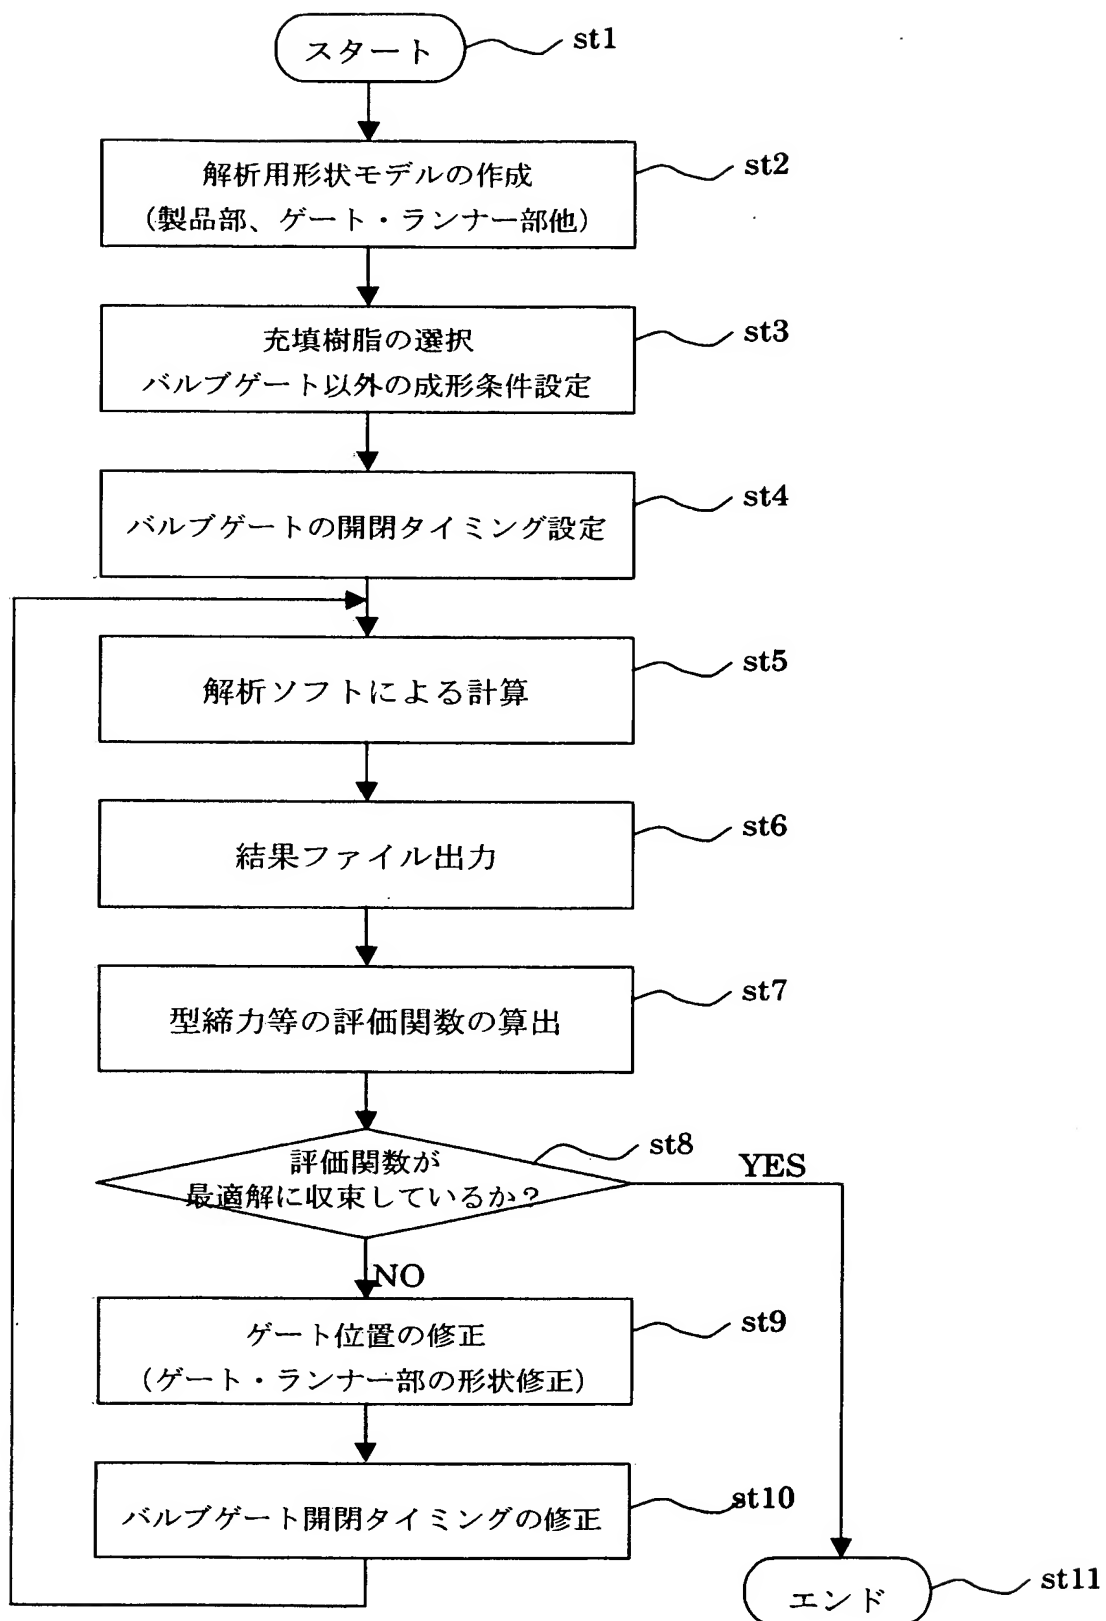 スタート
st1
解析用形状モデルの作成
(製品部、ゲート・ランナー部他)
st2
充填樹脂の選択
バルブゲート以外の成形条件設定
st3
バルブゲートの開閉タイミング設定
st4
解析ソフトによる計算
st5
結果ファイル出力
st6
型締力等の評価関数の算出
st7
評価関数が
最適解に収束しているか?
st8
YES
NO
ゲート位置の修正
(ゲート・ランナー部の形状修正)
st9
バルブゲート開閉タイミングの修正
st10
エンド
st11